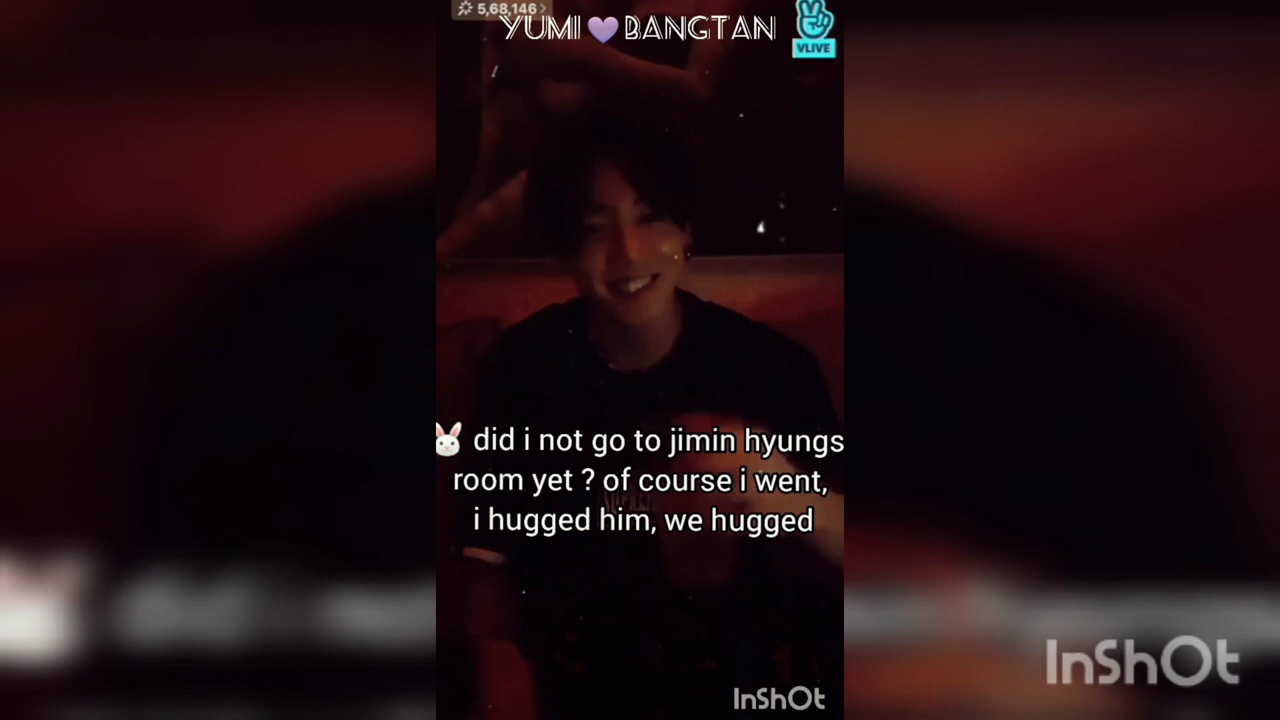 5,68,146 >
YUMI 💜 BANGTAN
VLIVE
🐰 did i not go to jimin hyungs
room yet ? of course i went,
i hugged him, we hugged
InShOt
InShOt